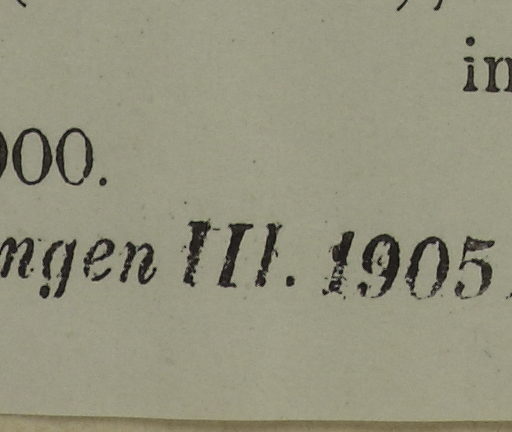 in
000.
ngen III. 1905.